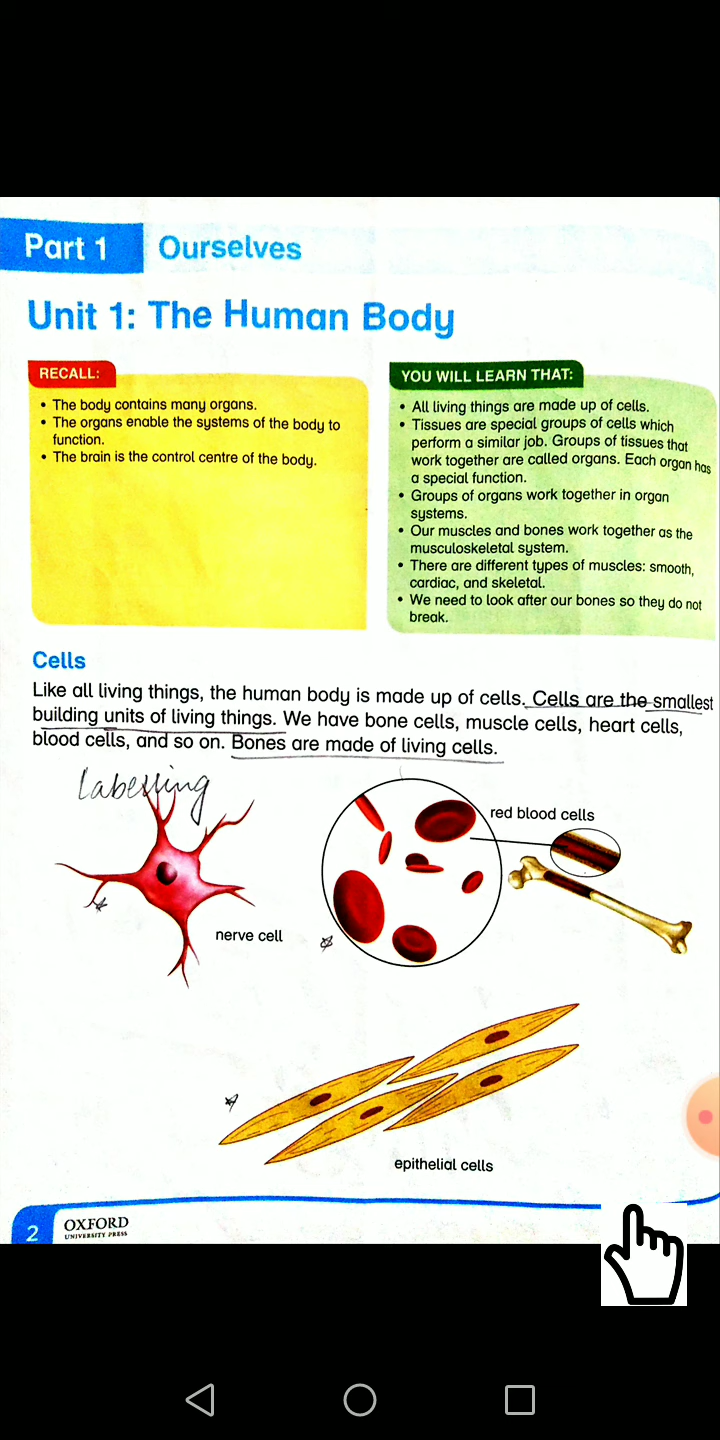 Part 1
Ourselves
Unit 1: The Human Body
RECALL:
• The body contains many organs.
• The organs enable the systems of the body to
function.
• The brain is the control centre of the body.
YOU WILL LEARN THAT:
• All living things are made up of cells.
• Tissues are special groups of cells which
perform a similar job. Groups of tissues that
work together are called organs. Each organ has
a special function.
• Groups of organs work together in organ
systems.
• Our muscles and bones work together as the
musculoskeletal system.
• There are different types of muscles: smooth,
cardiac, and skeletal.
• We need to look after our bones so they do not
break.
Cells
Like all living things, the human body is made up of cells. Cells are the smallest
building units of living things. We have bone cells, muscle cells, heart cells,
blood cells, and so on. Bones are made of living cells.
Labelling
red blood cells
nerve cell
epithelial cells
2
OXFORD
UNIVERSITY PRESS